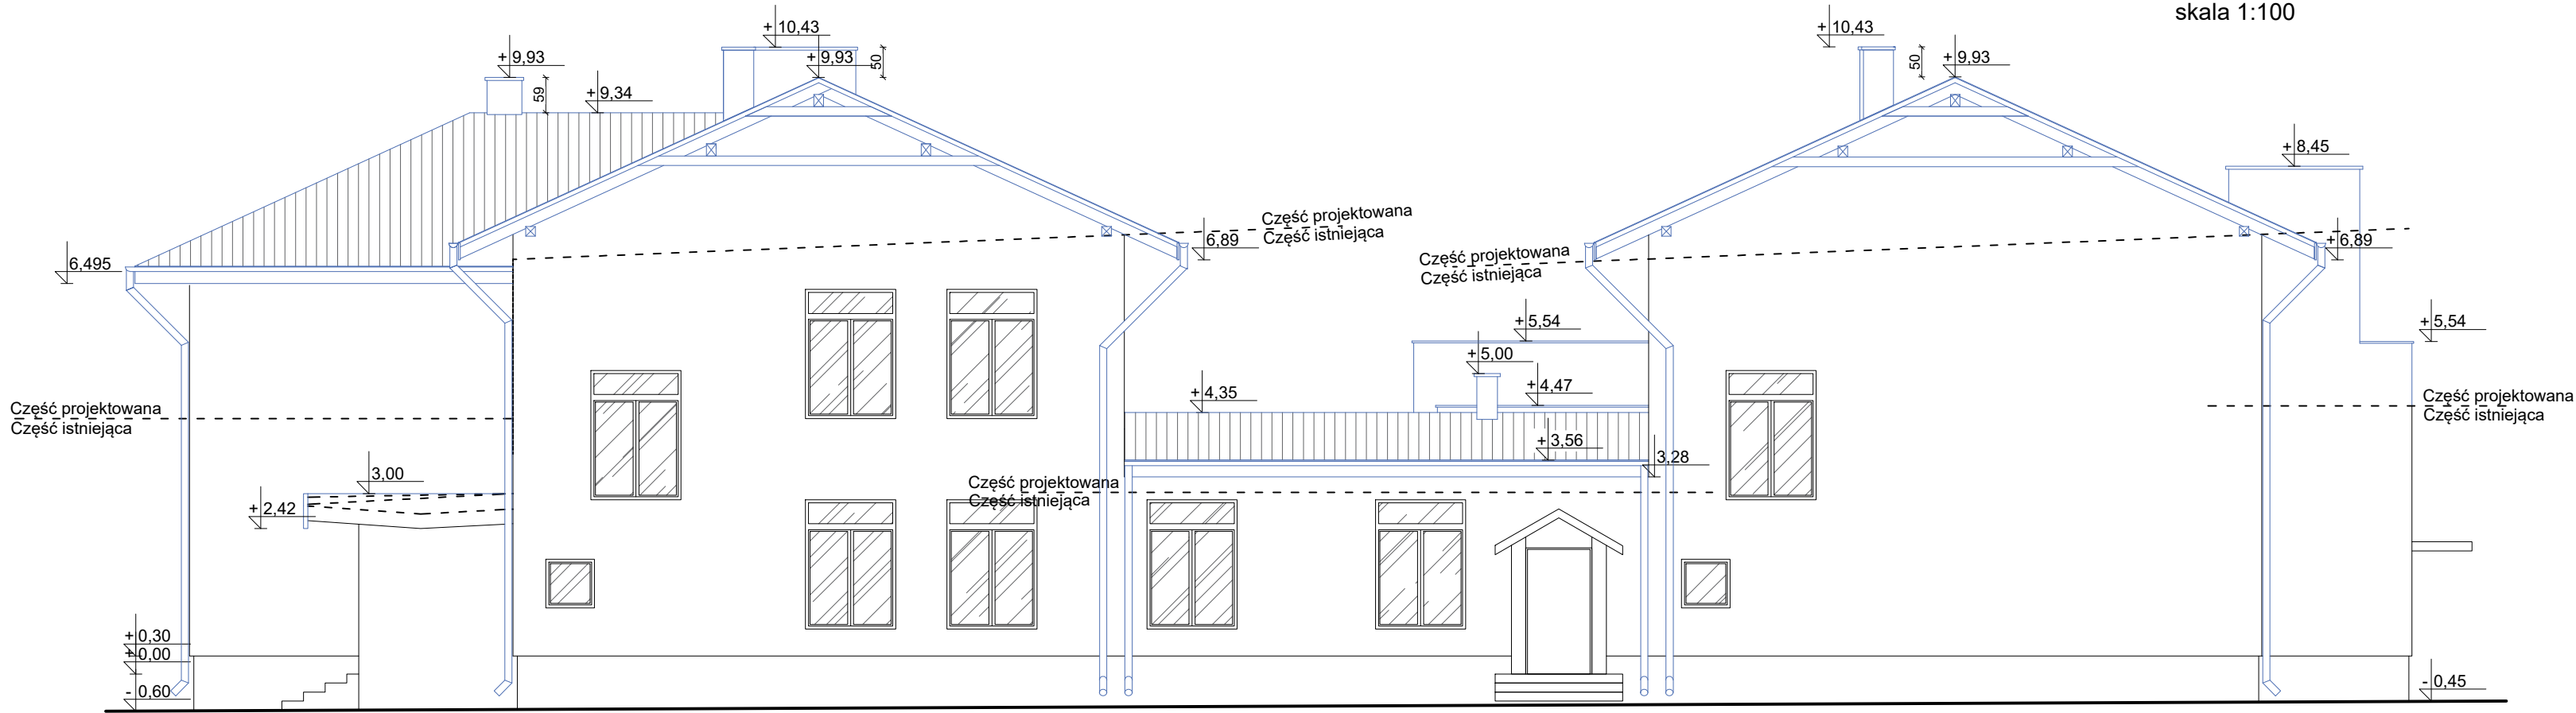 skala 1:100
+10,43
+10,43
+9,93
+9,93
50
50
+9,93
59
+9,34
+8,45
Część projektowana
Część istniejąca
+6,89
6,495
Część projektowana
Część istniejąca
+6,89
+5,54
+5,54
+5,00
+4,47
+4,35
Część projektowana
Część istniejąca
Część projektowana
Część istniejąca
+3,56
3,28
3,00
Część projektowana
Część istniejąca
+2,42
+0,30
+0,00
-0,60
-0,45